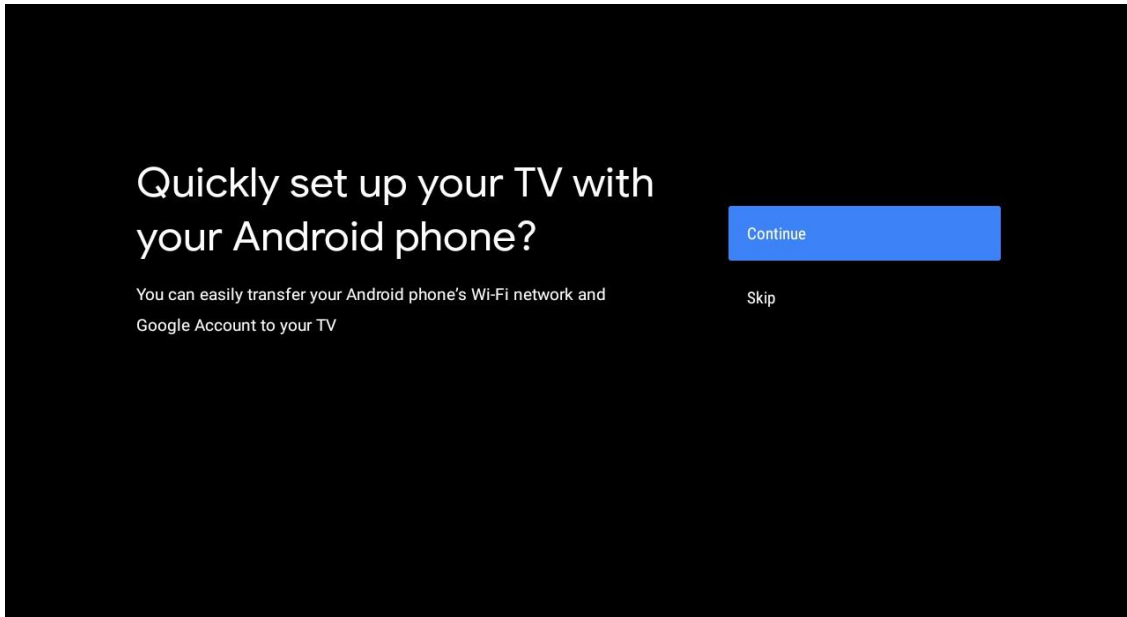 Quickly set up your TV with
your Android phone?
You can easily transfer your Android phone’s Wi-Fi network and
Google Account to your TV
Continue
Skip